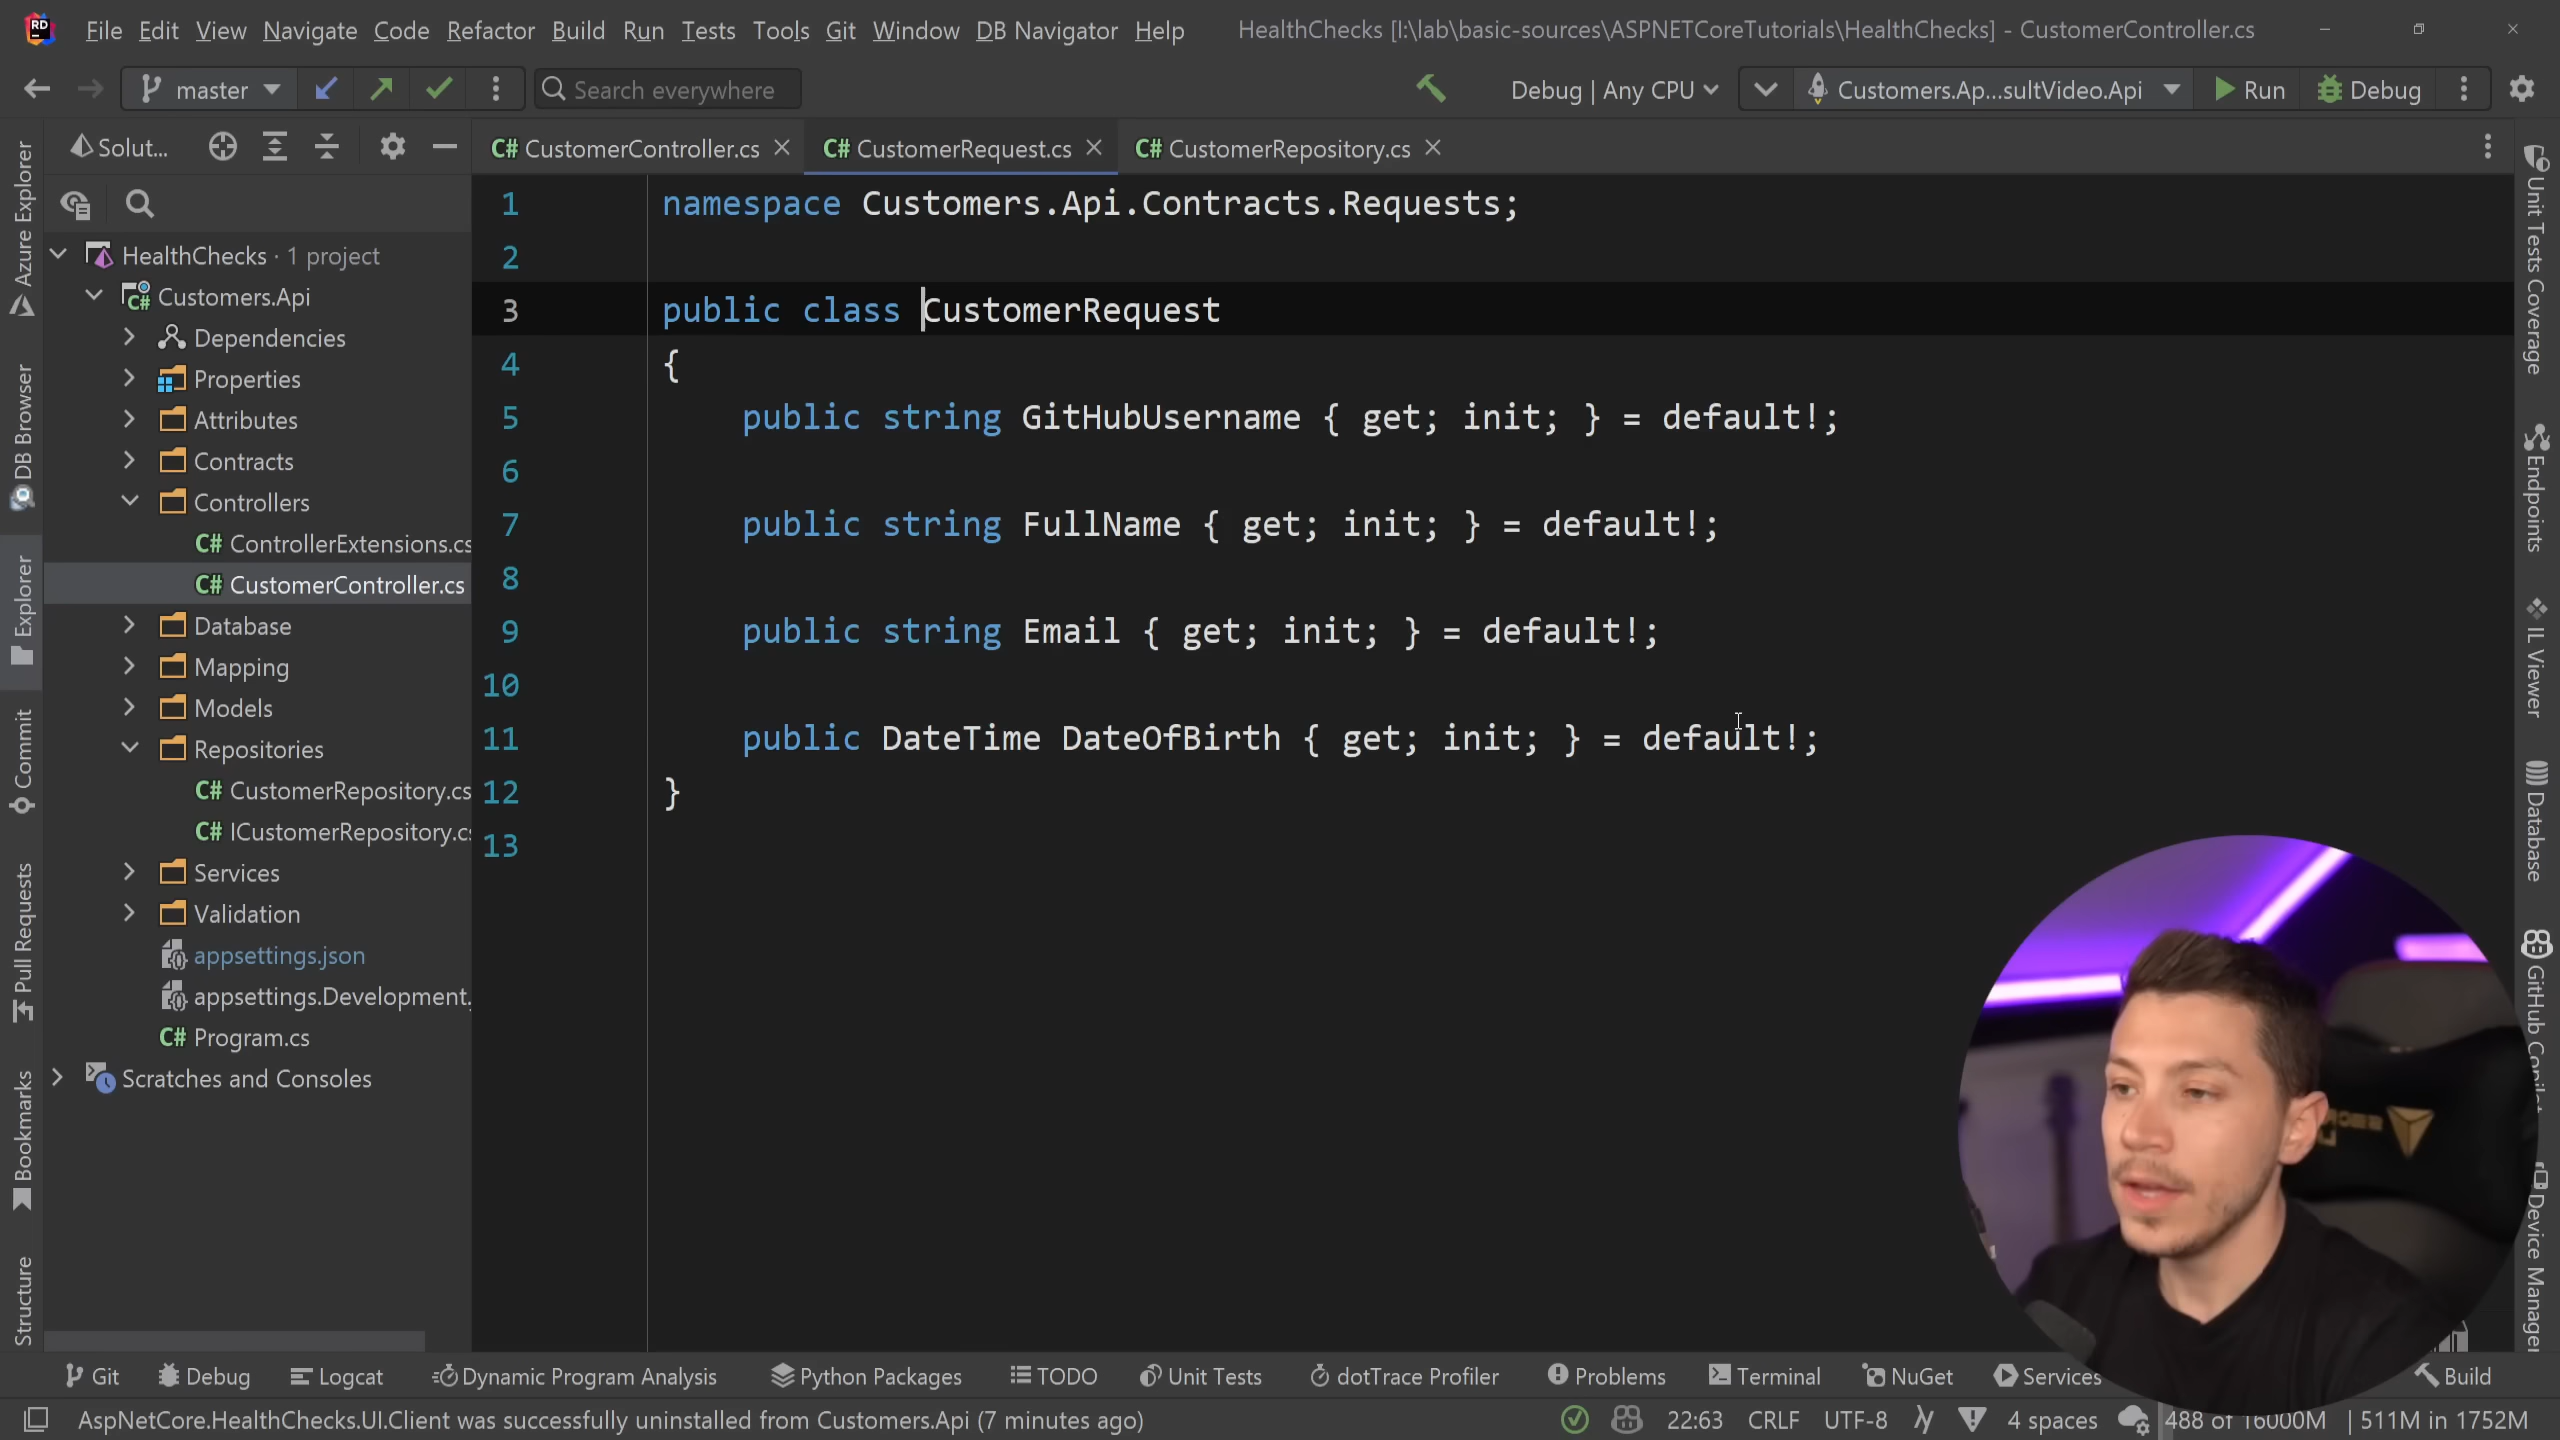 RD File Edit View Navigate Code Refactor Build Run Tests Tools Git Window DB Navigator Help HealthChecks [I:\lab\basic-sources\ASPNETCoreTutorials\HealthChecks] - CustomerController.cs
master Search everywhere Debug | Any CPU Customers.Ap...sultVideo.Api Run Debug
Solut...
C# CustomerController.cs C# CustomerRequest.cs C# CustomerRepository.cs
HealthChecks · 1 project
Customers.Api
Dependencies
Properties
Attributes
Contracts
Controllers
C# ControllerExtensions.cs
C# CustomerController.cs
Database
Mapping
Models
Repositories
C# CustomerRepository.cs
C# ICustomerRepository.cs
Services
Validation
appsettings.json
appsettings.Development.
C# Program.cs
Scratches and Consoles
Azure Explorer
DB Browser
Explorer
Commit
Pull Requests
Bookmarks
Structure
1 namespace Customers.Api.Contracts.Requests;
2
3 public class CustomerRequest
4 {
5 public string GitHubUsername { get; init; } = default!;
6
7 public string FullName { get; init; } = default!;
8
9 public string Email { get; init; } = default!;
10
11 public DateTime DateOfBirth { get; init; } = default!;
12 }
13
Unit Tests Coverage
Endpoints
IL Viewer
Database
GitHub Copilot
Device Manager
Git Debug Logcat Dynamic Program Analysis Python Packages TODO Unit Tests dotTrace Profiler Problems Terminal NuGet Services Build
AspNetCore.HealthChecks.UI.Client was successfully uninstalled from Customers.Api (7 minutes ago) 22:63 CRLF UTF-8 4 spaces 488 of 16000M 511M in 1752M